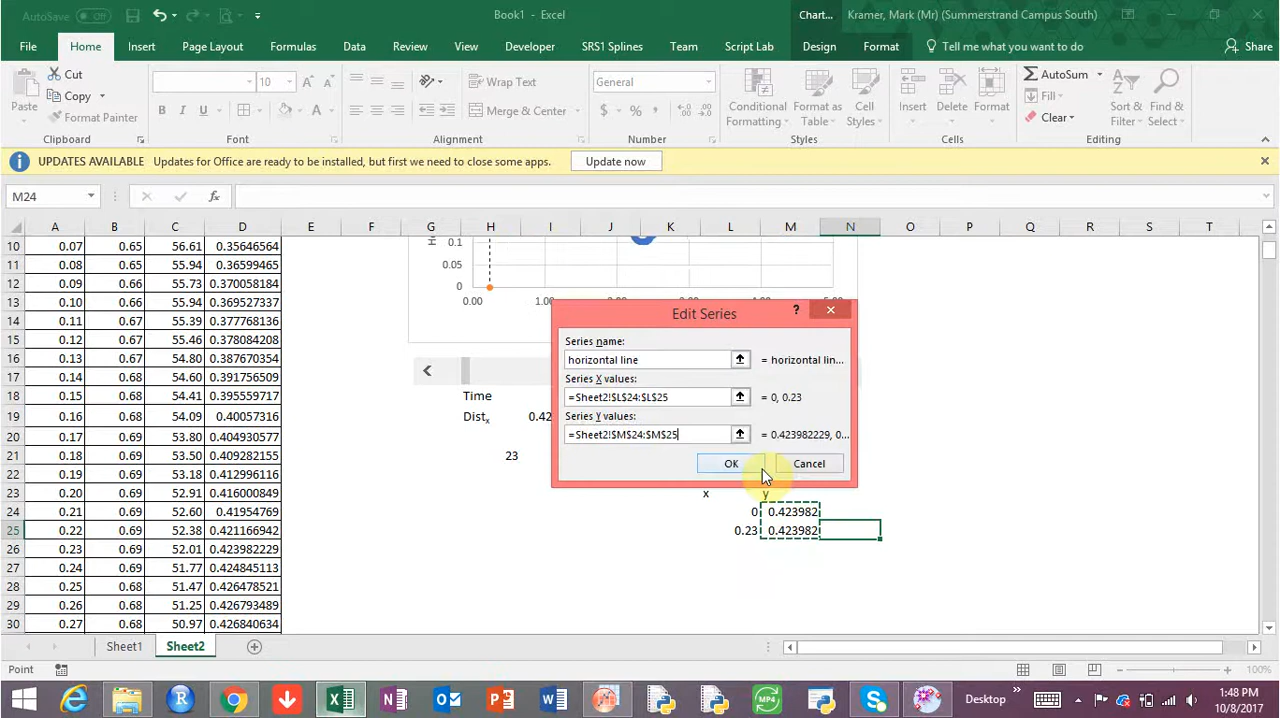 AutoSave Off Book1 - Excel Chart... Kramer, Mark (Mr) (Summerstrand Campus South)
File Home Insert Page Layout Formulas Data Review View Developer SRS1 Splines Team Script Lab Design Format Tell me what you want to do Share
Paste Cut Copy Format Painter
10 Wrap Text Merge & Center
General
Conditional Formatting Format as Table Cell Styles
Insert Delete Format
AutoSum Fill Clear Sort & Filter Find & Select
Clipboard Font Alignment Number Styles Cells Editing
UPDATES AVAILABLE Updates for Office are ready to be installed, but first we need to close some apps. Update now
M24 fx
A B C D E F G H I J K L M N O P Q R S T
10 0.07 0.65 56.61 0.35646564 0.1
11 0.08 0.65 55.94 0.36599465 0.05
12 0.09 0.66 55.73 0.370058184 0
13 0.10 0.66 55.94 0.369527337 0.00 1.00 2.00 3.00 4.00 5.00
14 0.11 0.67 55.39 0.377768136
15 0.12 0.67 55.46 0.378084208
16 0.13 0.67 54.80 0.387670354
17 0.14 0.68 54.60 0.391756509
18 0.15 0.68 54.41 0.395559717 Time
19 0.16 0.68 54.09 0.40057316 Distx 0.42
20 0.17 0.69 53.80 0.404930577
21 0.18 0.69 53.51 0.409282155 23
22 0.19 0.69 53.24 0.412996116
23 0.20 0.69 52.91 0.416000849 x y
24 0.21 0.69 52.60 0.41954769 0 0.423982
25 0.22 0.69 52.38 0.421166942 0.23 0.423982
26 0.23 0.69 52.01 0.423982229
27 0.24 0.69 51.77 0.424845113
28 0.25 0.68 51.47 0.426478521
29 0.26 0.68 51.25 0.426793489
30 0.27 0.68 50.97 0.426840634
Edit Series ?
Series name:
horizontal line = horizontal lin...
Series X values:
=Sheet2!$L$24:$L$25 = 0, 0.23
Series Y values:
=Sheet2!$M$24:$M$25 = 0.423982229, 0...
OK Cancel
Sheet1 Sheet2
Point 100%
Desktop 1:48 PM
10/8/2017